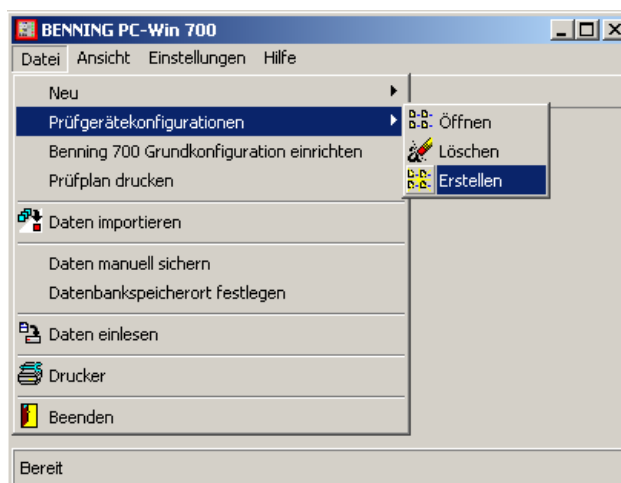 BENNING PC-Win 700
Datei Ansicht Einstellungen Hilfe
Neu
Prüfgerätekonfigurationen
Öffnen
Löschen
Erstellen
Benning 700 Grundkonfiguration einrichten
Prüfplan drucken
Daten importieren
Daten manuell sichern
Datenbankspeicherort festlegen
Daten einlesen
Drucker
Beenden
Bereit